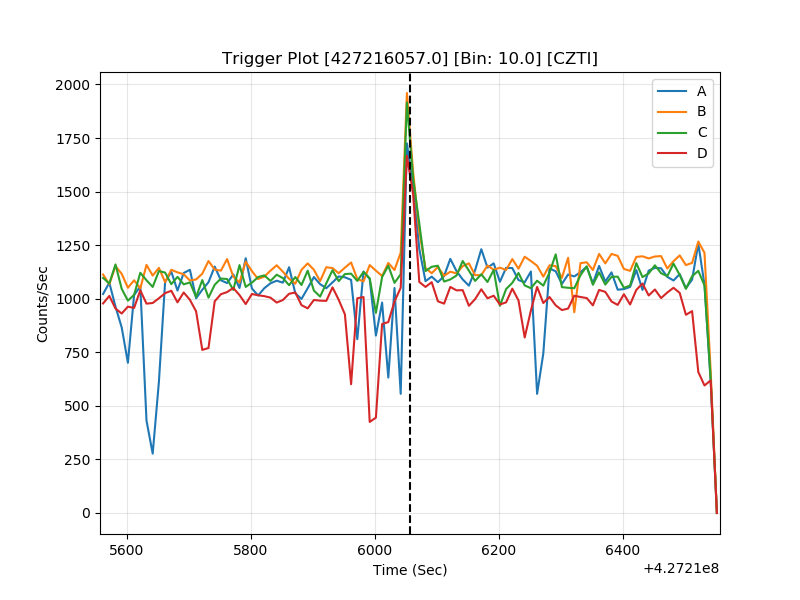 Trigger Plot [427216057.0] [Bin: 10.0] [CZTI]
A
B
C
D
2000
1750
1500
1250
1000
750
500
250
0
Counts/Sec
5600
5800
6000
6200
6400
Time (Sec)
+4.2721e8